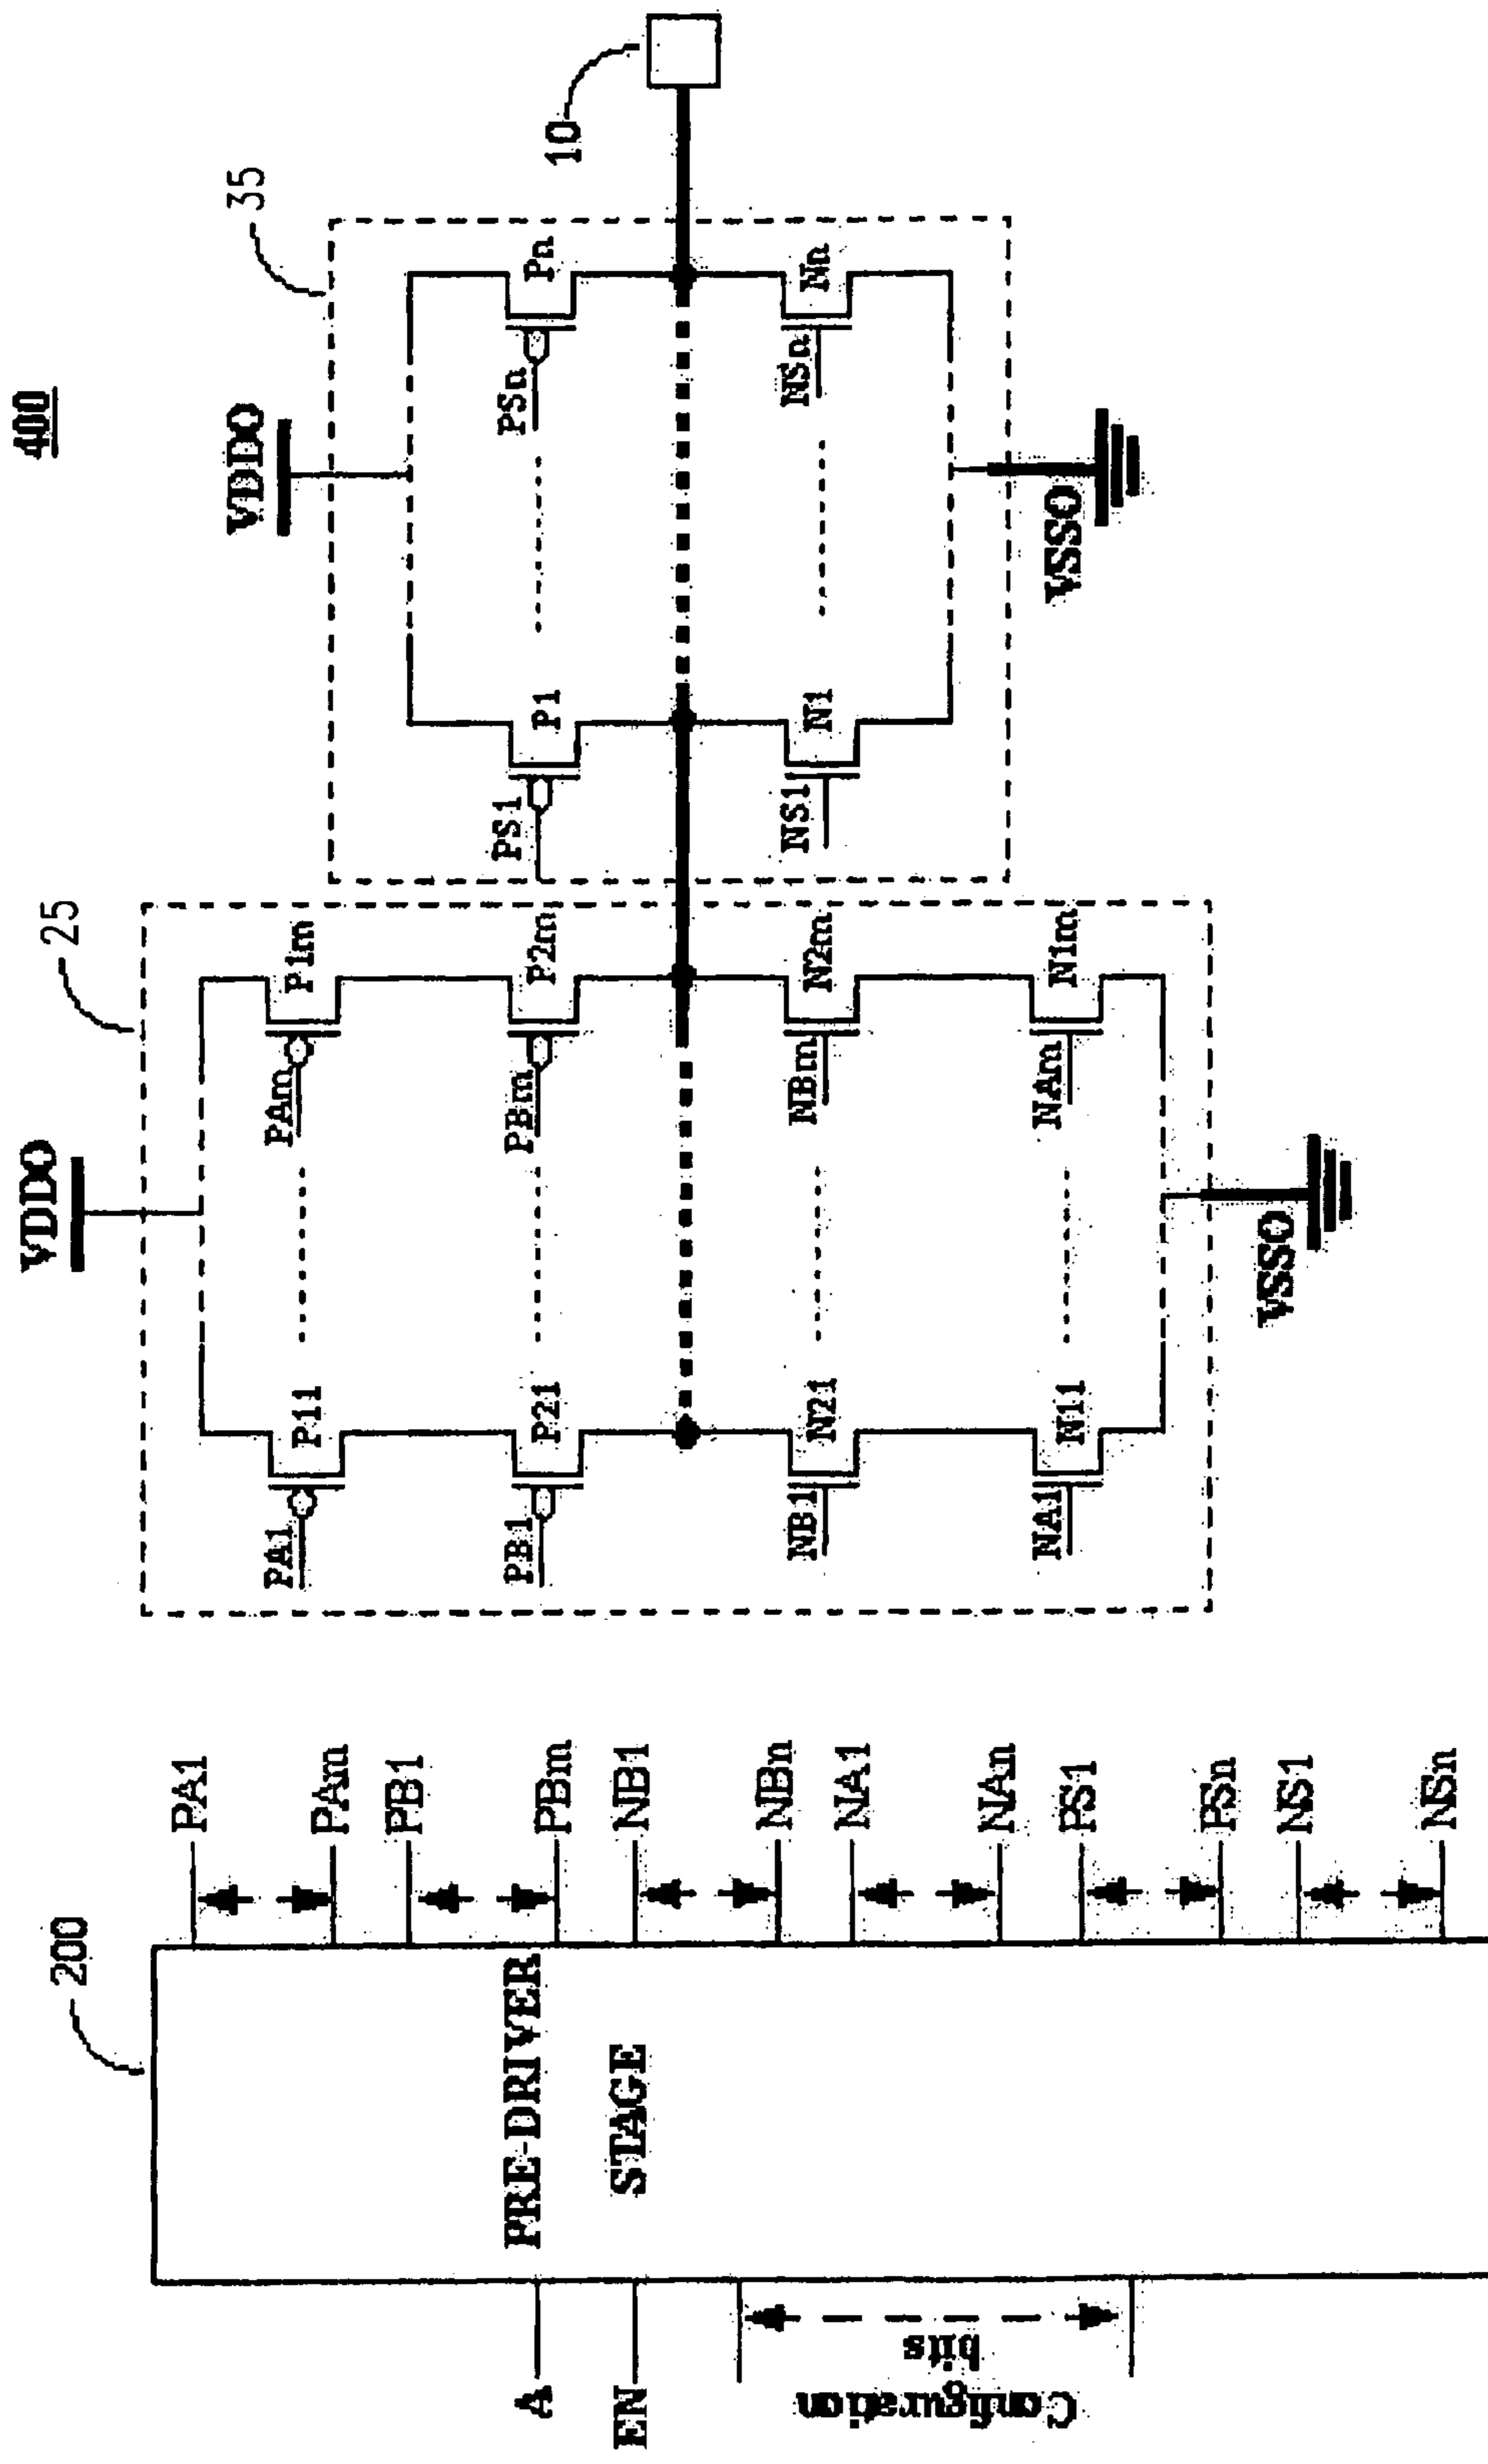 400
VDDO
25
VDDO
35
200
PA1
PAm
PB1
PBm
NB1
NBn
NA1
NAn
PS1
PSn
NS1
NSn
A
PRE-DRIVER
EN
STAGE
Configuration
bits
PA1
P11
PAm
P1m
PB1
P21
PBm
P2m
NB1
N21
NBm
N2m
NA1
N11
NAm
N1m
VSSO
PS1
P1
PSn
Pn
NS1
N1
NSn
Nn
VSSO
10